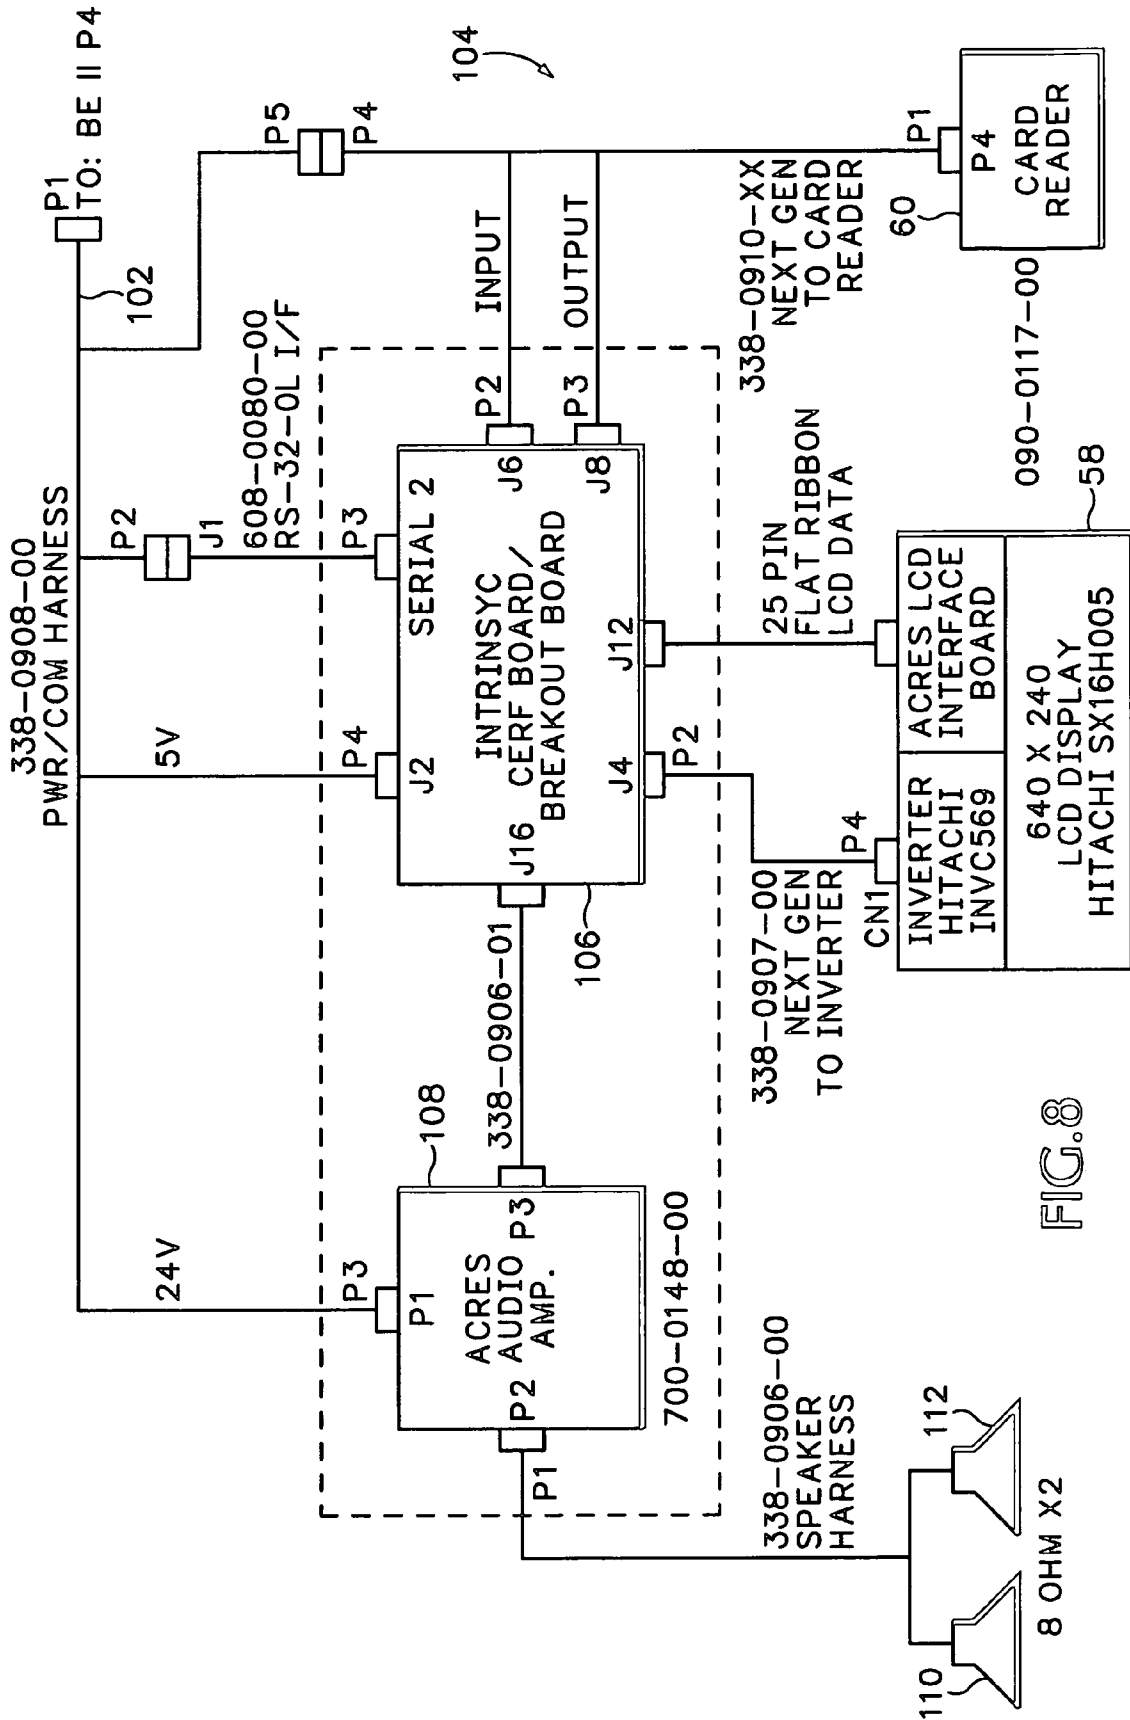 338-0908-00
PWR/COM HARNESS
P1
TO: BE II P4
102
24V
5V
P2
J1
608-0080-00
RS-32-0L I/F
P5
P4
104
P3
P1
ACRES
AUDIO
AMP.
P2
P3
P1
108
700-0148-00
338-0906-01
P4
J2
P3
SERIAL 2
J16
INTRINSYC
CERF BOARD/
BREAKOUT BOARD
J6
P2
INPUT
J8
P3
OUTPUT
J4
J12
106
P2
338-0906-00
SPEAKER
HARNESS
110
112
8 OHM X2
338-0907-00
NEXT GEN
TO INVERTER
P4
CN1
25 PIN
FLAT RIBBON
LCD DATA
INVERTER
HITACHI
INVC569
ACRES LCD
INTERFACE
BOARD
640 X 240
LCD DISPLAY
HITACHI SX16H005
58
338-0910-XX
NEXT GEN
TO CARD
READER
P1
60
P4
CARD
READER
090-0117-00
FIG.8